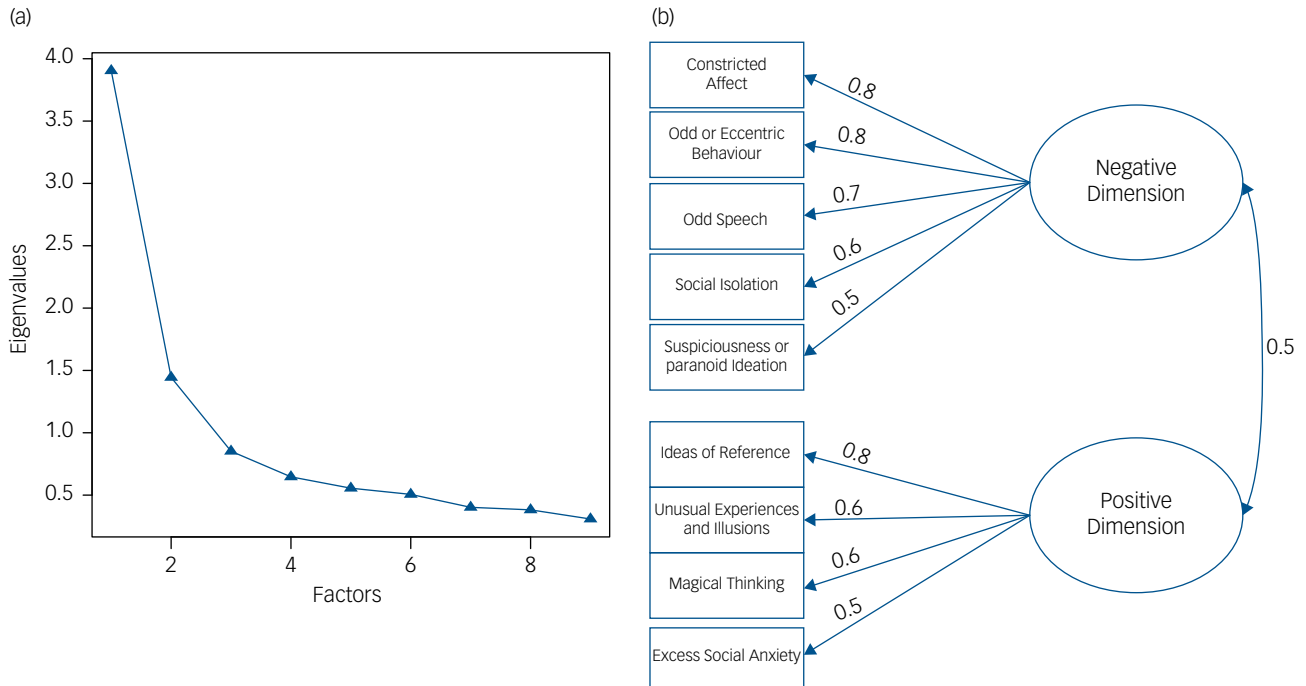 (a)
4.0
3.5
3.0
2.5
2.0
1.5
1.0
0.5
Eigenvalues
2
4
6
8
Factors
(b)
Constricted
Affect
Odd or Eccentric
Behaviour
Odd Speech
Social Isolation
Suspiciousness or
paranoid Ideation
0.8
0.8
0.7
0.6
0.5
Negative
Dimension
0.5
Ideas of Reference
Unusual Experiences
and Illusions
Magical Thinking
Excess Social Anxiety
0.8
0.6
0.6
0.5
Positive
Dimension